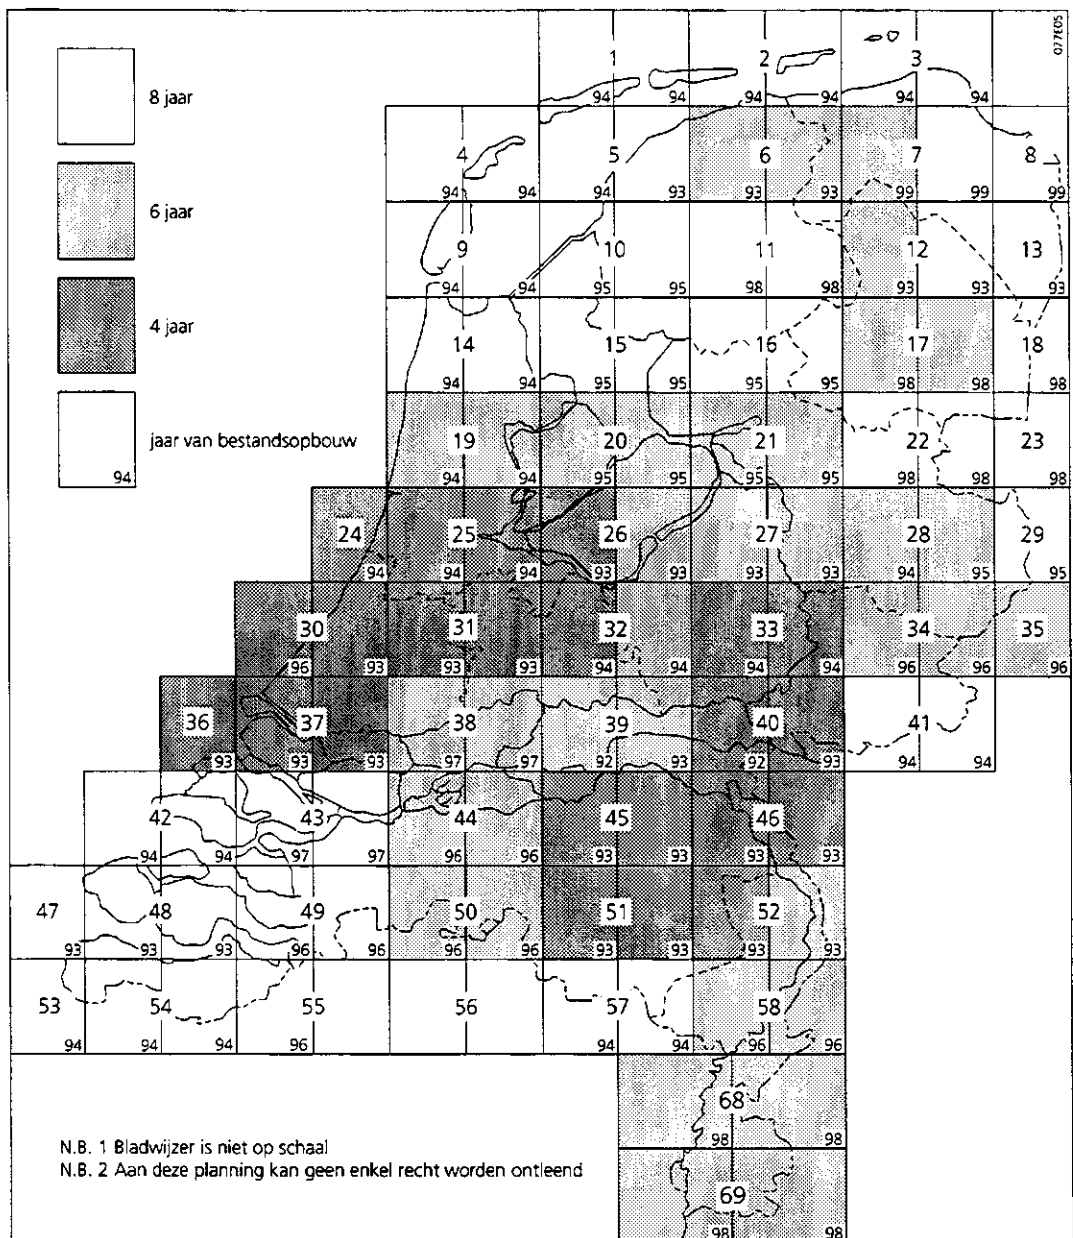 077E05
8 jaar
6 jaar
4 jaar
94
jaar van bestandsopbouw
1 2 3
94 94 94 94 94 94
4 5 6 7 8
94 94 94 93 93 93 99 99 99
9 10 11 12 13
94 94 95 95 98 98 93 93 93
14 15 16 17 18
94 94 95 95 95 95 98 98 98
19 20 21 22 23
94 94 95 95 95 95 98 98 98
24 25 26 27 28 29
94 94 94 93 93 93 93 94 95 95
30 31 32 33 34 35
96 93 93 93 94 94 94 94 96 96 96
36 37 38 39 40 41
93 93 93 97 97 92 93 92 93 94 94
42 43 44 45 46
94 94 97 97 96 96 93 93 93 93
47 48 49 50 51 52
93 93 93 96 96 96 96 93 93 93 93
53 54 55 56 57 58
94 94 94 96 94 94 96 96
68
98 98
69
98 98
N.B. 1 Bladwijzer is niet op schaal
N.B. 2 Aan deze planning kan geen enkel recht worden ontleend